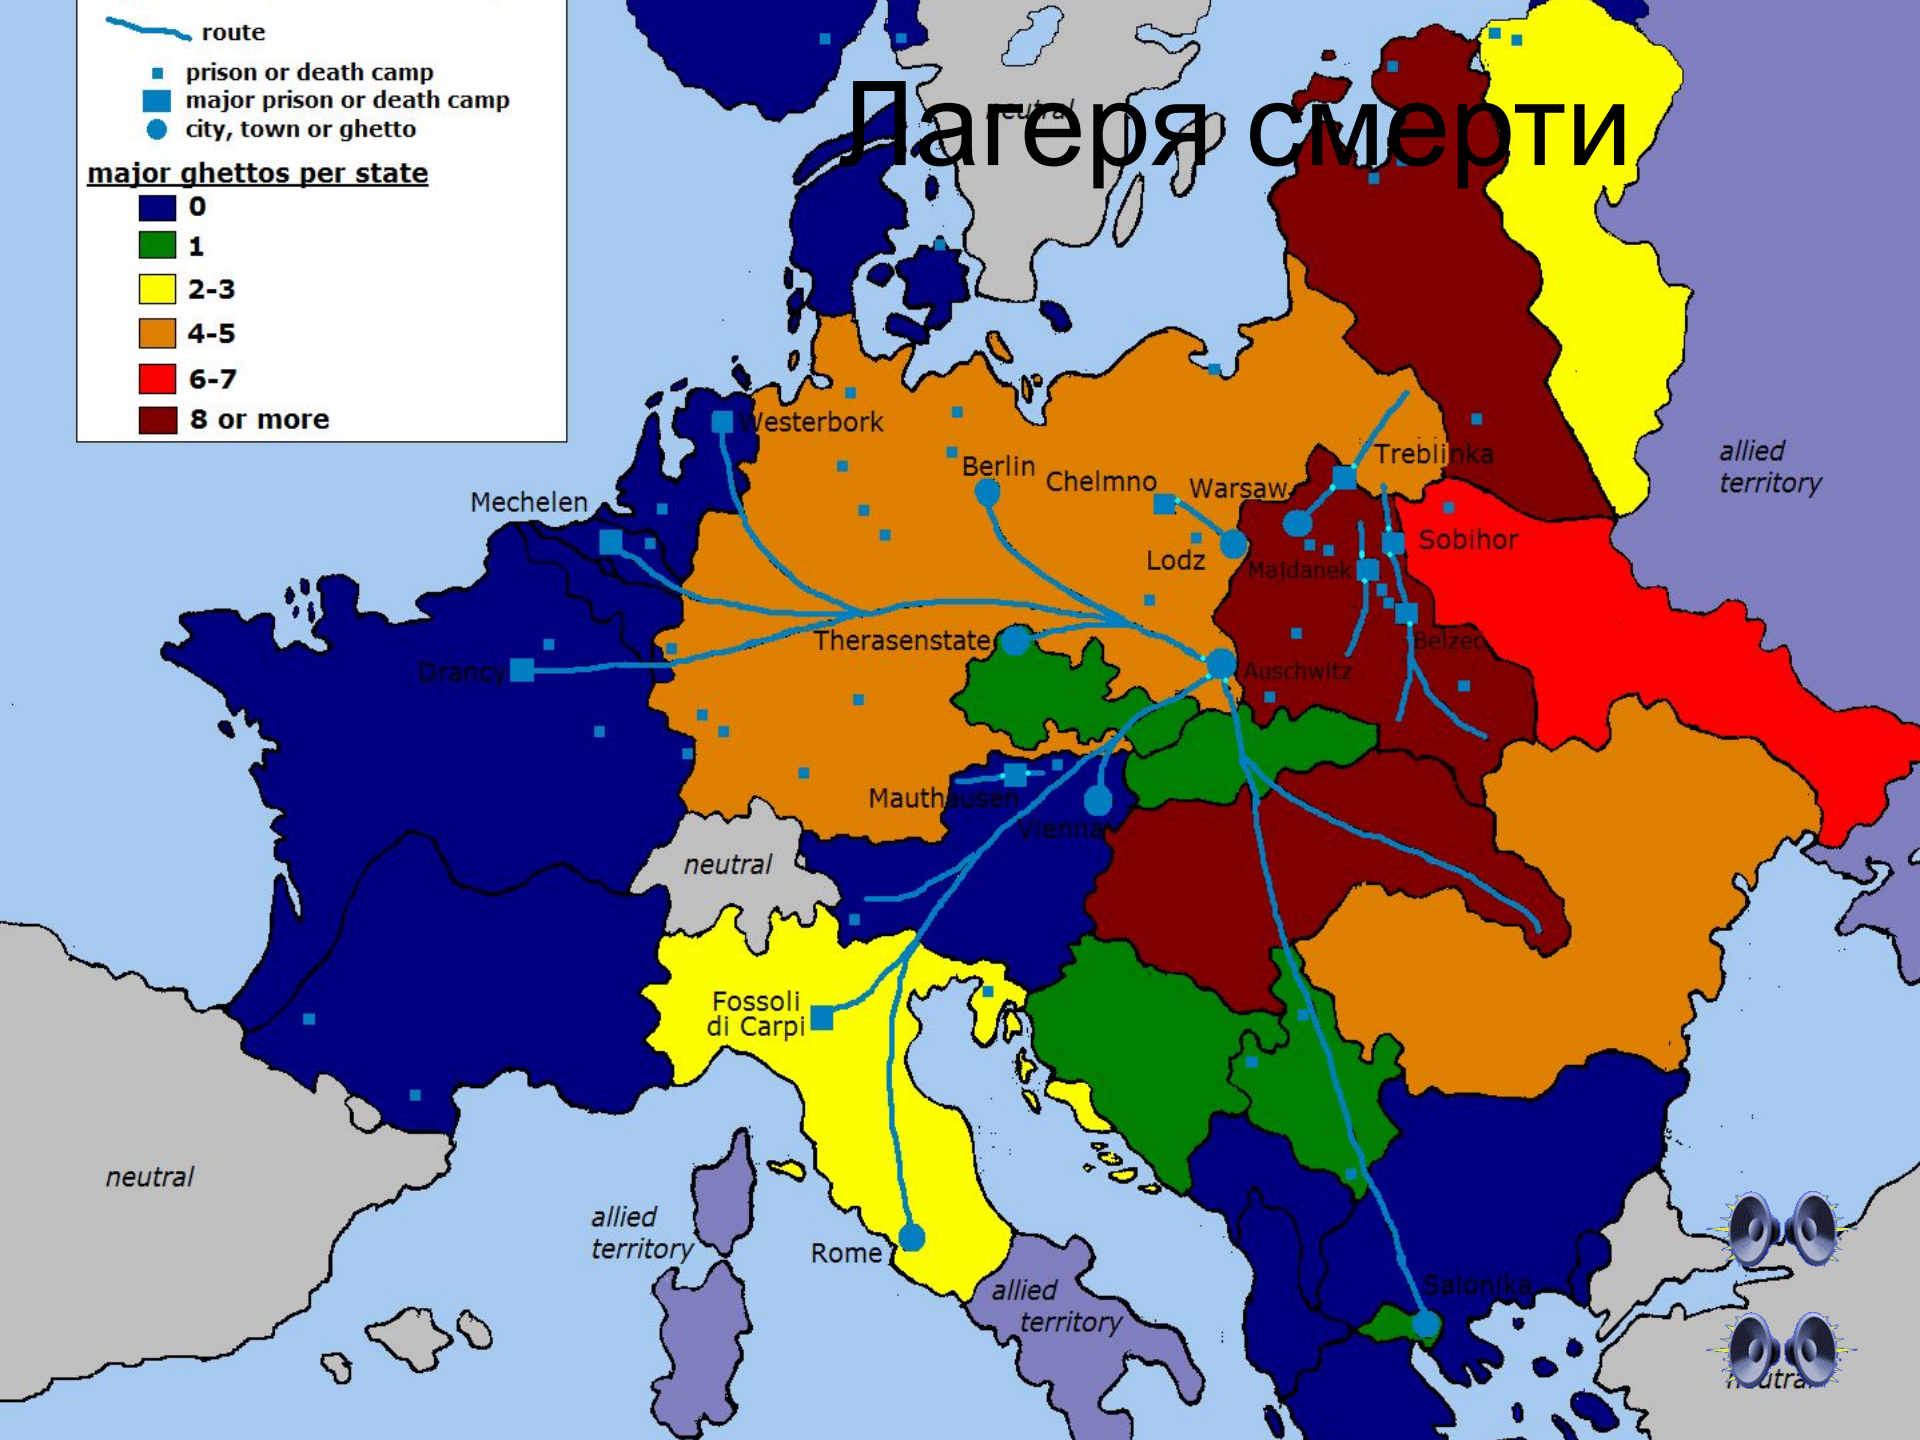 Лагеря смерти
route
prison or death camp
major prison or death camp
city, town or ghetto
major ghettos per state
0
1
2-3
4-5
6-7
8 or more
neutral
Westerbork
Mechelen
Berlin
Chelmno
Warsaw
Treblinka
allied
territory
Lodz
Sobihor
Majdanek
Therasenstate
Belzec
Drancy
Auschwitz
Mauthausen
Vienna
neutral
Fossoli
di Carpi
neutral
allied
territory
Rome
allied
territory
Salonika
neutral